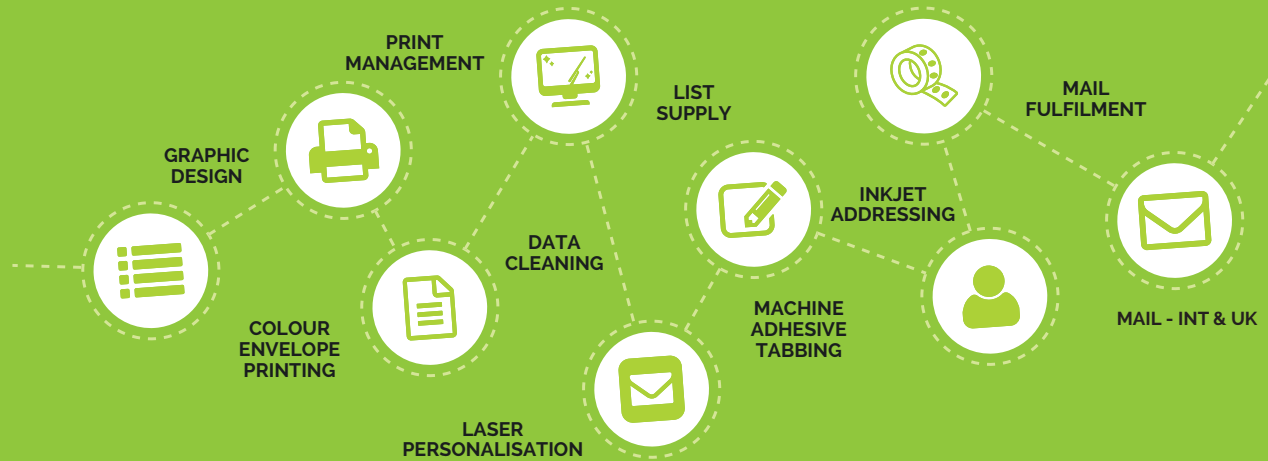 PRINT
MANAGEMENT
LIST
SUPPLY
MAIL
FULFILMENT
GRAPHIC
DESIGN
INKJET
ADDRESSING
DATA
CLEANING
COLOUR
ENVELOPE
PRINTING
MACHINE
ADHESIVE
TABBING
MAIL - INT & UK
LASER
PERSONALISATION